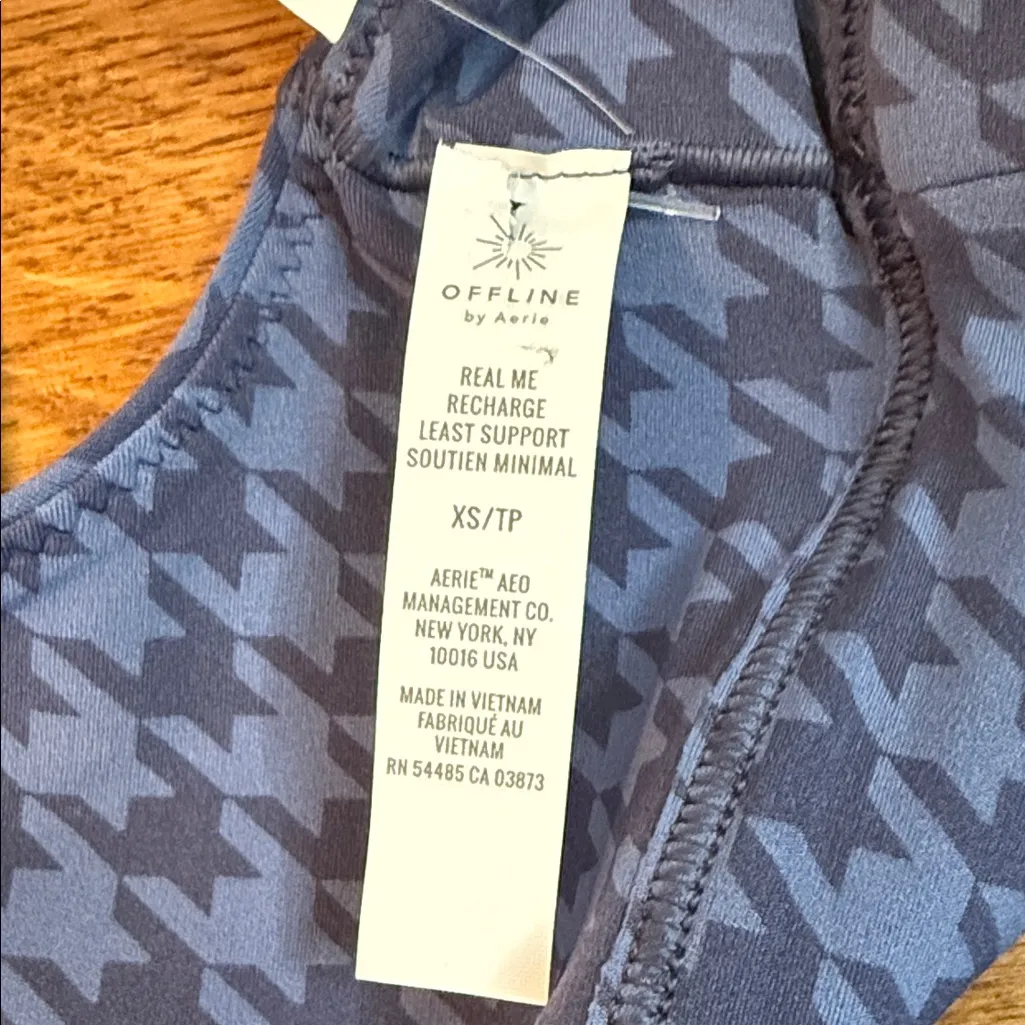 OFFLINE
by Aerie
REAL ME
RECHARGE
LEAST SUPPORT
SOUTIEN MINIMAL
XS/TP
AERIE™ AEO
MANAGEMENT CO.
NEW YORK, NY
10016 USA
MADE IN VIETNAM
FABRIQUÉ AU
VIETNAM
RN 54485 CA 03873